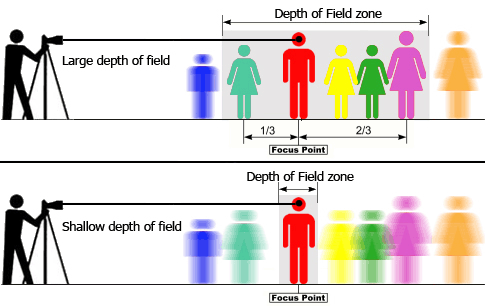 Depth of Field zone
Large depth of field
1/3
2/3
Focus Point
Depth of Field zone
Shallow depth of field
Focus Point